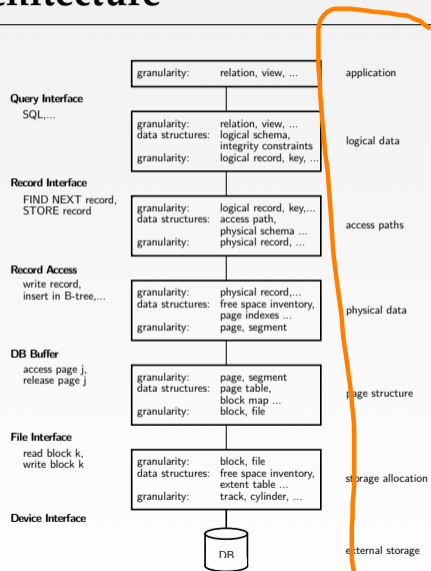 granularity: relation, view, ... application
Query Interface
SQL,...
granularity: relation, view, ...
data structures: logical schema,
integrity constraints
logical data
granularity: logical record, key, ...
Record Interface
FIND NEXT record,
STORE record
granularity: logical record, key,...
data structures: access path,
physical schema ...
access paths
granularity: physical record, ...
Record Access
write record,
insert in B-tree,...
granularity: physical record,...
data structures: free space inventory,
page indexes ...
physical data
granularity: page, segment
DB Buffer
access page j,
release page j
granularity: page, segment
data structures: page table,
block map ...
page structure
granularity: block, file
File Interface
read block k,
write block k
granularity: block, file
data structures: free space inventory,
extent table ...
storage allocation
granularity: track, cylinder, ...
Device Interface
DB
external storage